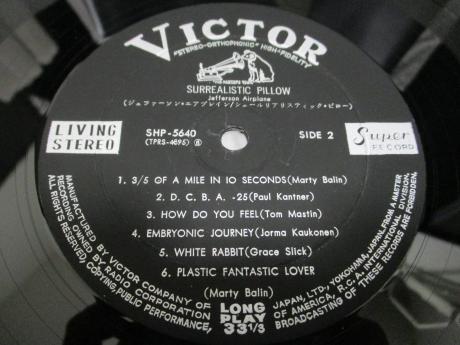 VICTOR
"STEREO-ORTHOPHONIC" HIGH-FIDELITY
"HIS MASTER'S VOICE"
SURREALISTIC PILLOW
Jefferson Airplane
(ジェファーソン・エアプレイン/シュールリアリスティック・ピロー)
LIVING STEREO
SHP-5640
(TPRS-4695) Ⓑ
SIDE 2
Super RECORD
1. 3/5 OF A MILE IN 10 SECONDS(Marty Balin)
2. D. C. B. A. -25(Paul Kantner)
3. HOW DO YOU FEEL(Tom Mastin)
4. EMBRYONIC JOURNEY(Jorma Kaukonen)
5. WHITE RABBIT(Grace Slick)
6. PLASTIC FANTASTIC LOVER
(Marty Balin)
LONG PLAY 33 1/3
MANUFACTURED BY VICTOR COMPANY OF JAPAN, LTD., YOKOHAMA, JAPAN, FROM A MASTER
RECORDING OWNED BY RADIO CORPORATION OF AMERICA, R.C.A. INTERNATIONAL DIVISION.
ALL RIGHTS RESERVED, COPYING, PUBLIC PERFORMANCE, BROADCASTING OF THESE RECORDS ARE FORBIDDEN.